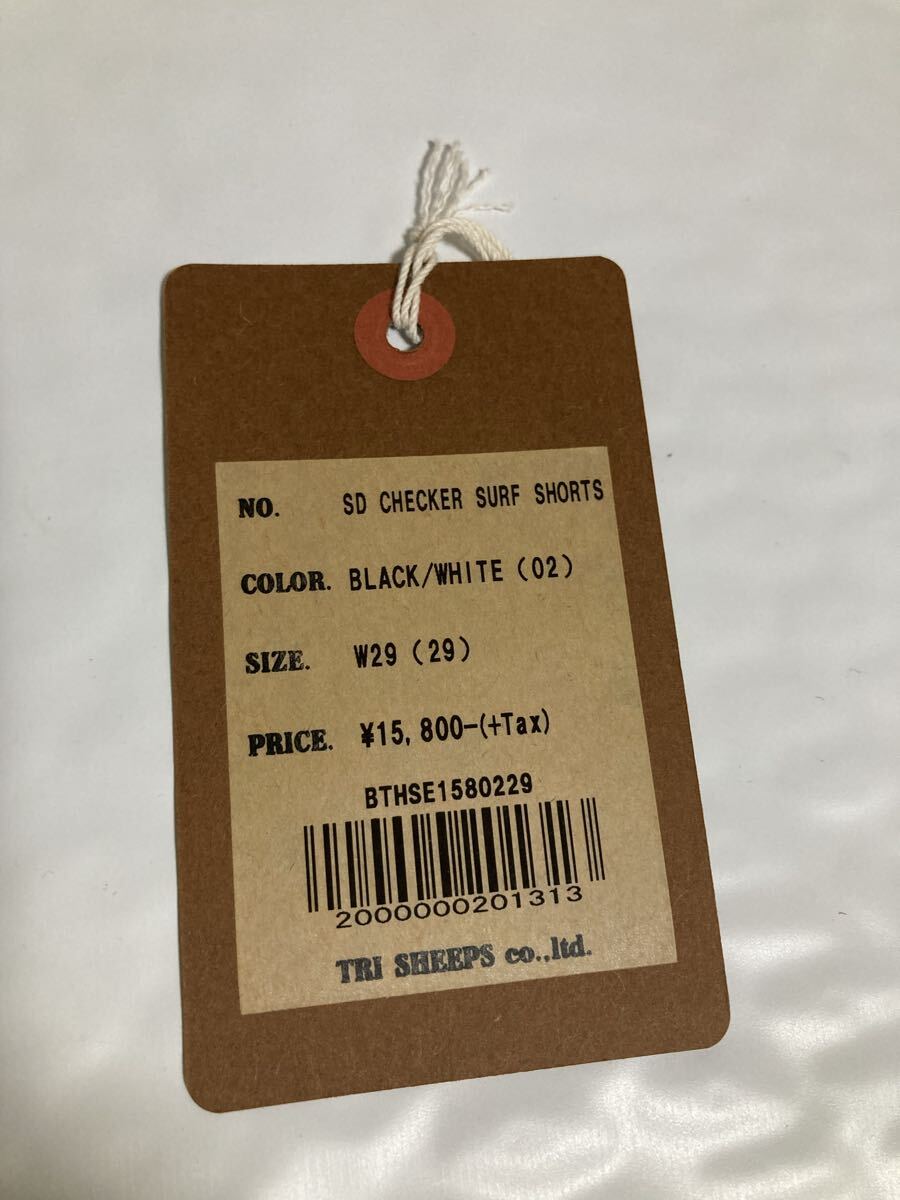 NO. SD CHECKER SURF SHORTS
COLOR. BLACK/WHITE(02)
SIZE. W29(29)
PRICE. ¥15,800-(+Tax)
BTHSE1580229
2000000201313
TRI SHEEPS co.,ltd.